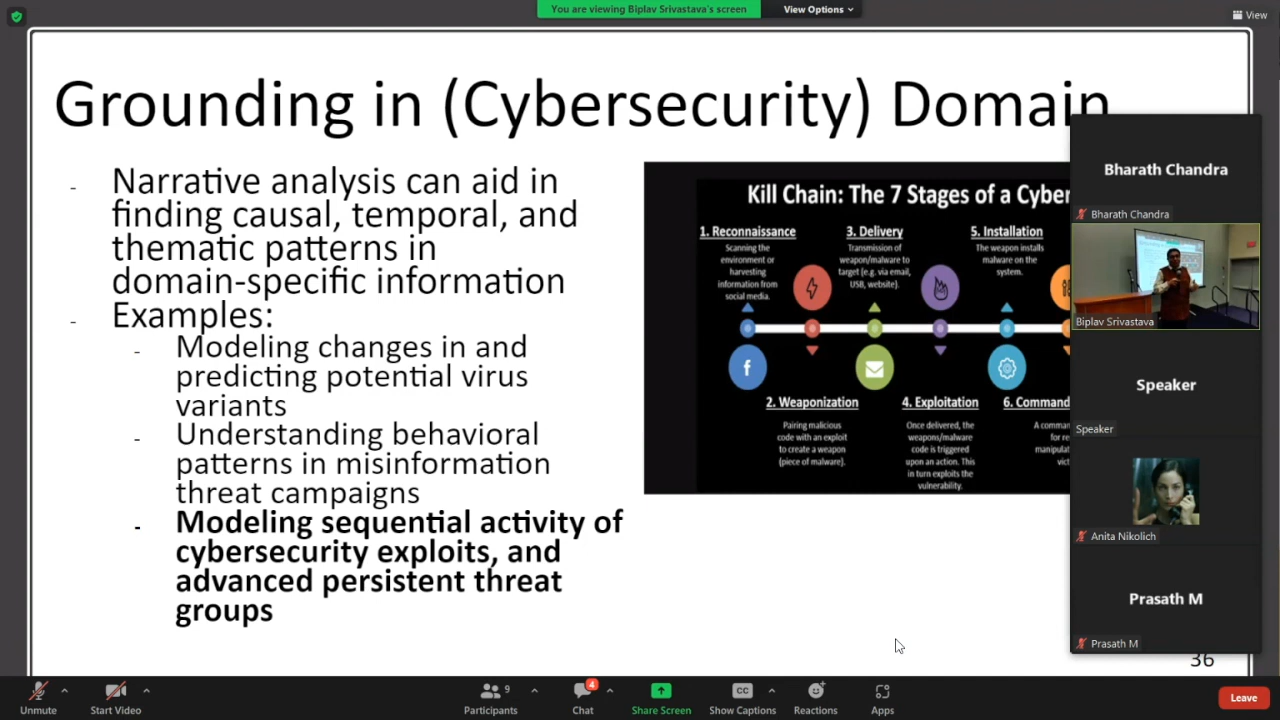 You are viewing Biplav Srivastava's screen
View Options
View
Grounding in (Cybersecurity) Domain
- Narrative analysis can aid in
finding causal, temporal, and
thematic patterns in
domain-specific information
- Examples:
- Modeling changes in and
predicting potential virus
variants
- Understanding behavioral
patterns in misinformation
threat campaigns
- Modeling sequential activity of
cybersecurity exploits, and
advanced persistent threat
groups
Kill Chain: The 7 Stages of a Cyber
1. Reconnaissance
Scanning the
environment or
harvesting
information from
social media.
3. Delivery
Transmission of
weapon/malware to
target (e.g. via email,
USB, website).
5. Installation
The weapon installs
malware on the
system.
f
2. Weaponization
Pairing malicious
code with an exploit
to create a weapon
(piece of malware).
4. Exploitation
Once delivered, the
weapons/malware
code is triggered
upon an action. This
in turn exploits the
vulnerability.
6. Command
A comman
for re
manipulat
vict
36
Bharath Chandra
Bharath Chandra
Biplav Srivastava
Speaker
Speaker
Anita Nikolich
Prasath M
Prasath M
Unmute
Start Video
9
Participants
4
Chat
Share Screen
CC
Show Captions
Reactions
Apps
Leave